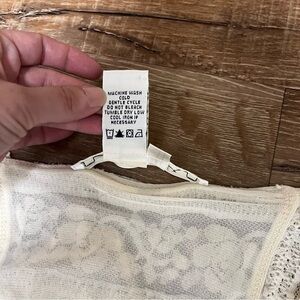 MACHINE WASH
COLD
GENTLE CYCLE
DO NOT BLEACH
TUMBLE DRY LOW
COOL IRON IF
NECESSARY